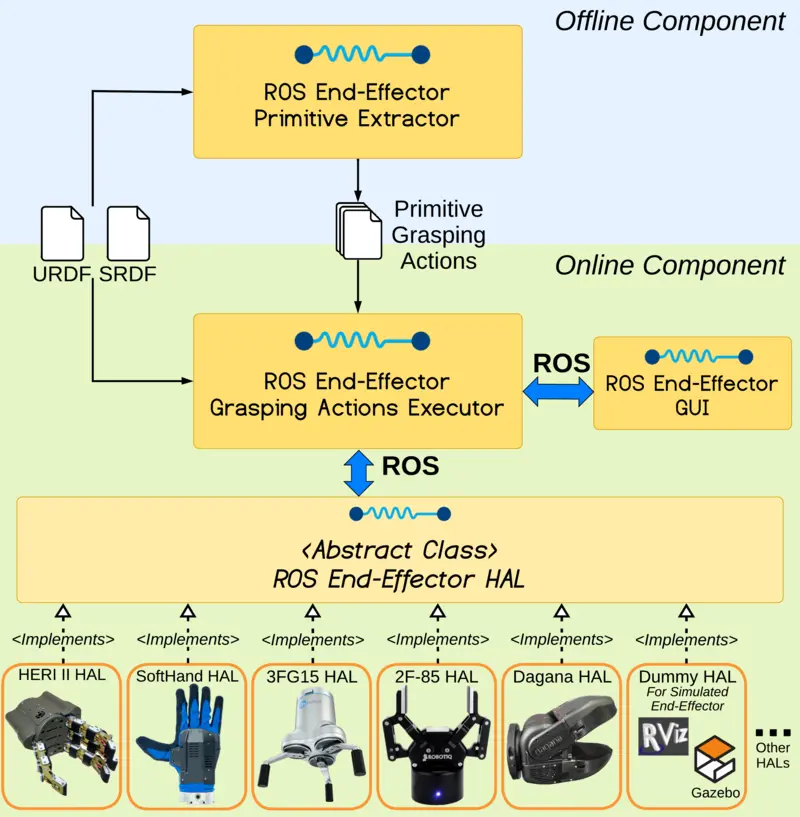 Offline Component
ROS End-Effector
Primitive Extractor
URDF SRDF
Primitive
Grasping
Actions
Online Component
ROS End-Effector
Grasping Actions Executor
ROS
ROS End-Effector
GUI
ROS
<Abstract Class>
ROS End-Effector HAL
<Implements> <Implements> <Implements> <Implements> <Implements> <Implements>
HERI II HAL
SoftHand HAL
3FG15 HAL
2F-85 HAL
ROBOTIQ
Dagana HAL
dagana
Dummy HAL
For Simulated
End-Effector
RViz
Gazebo
Other
HALs